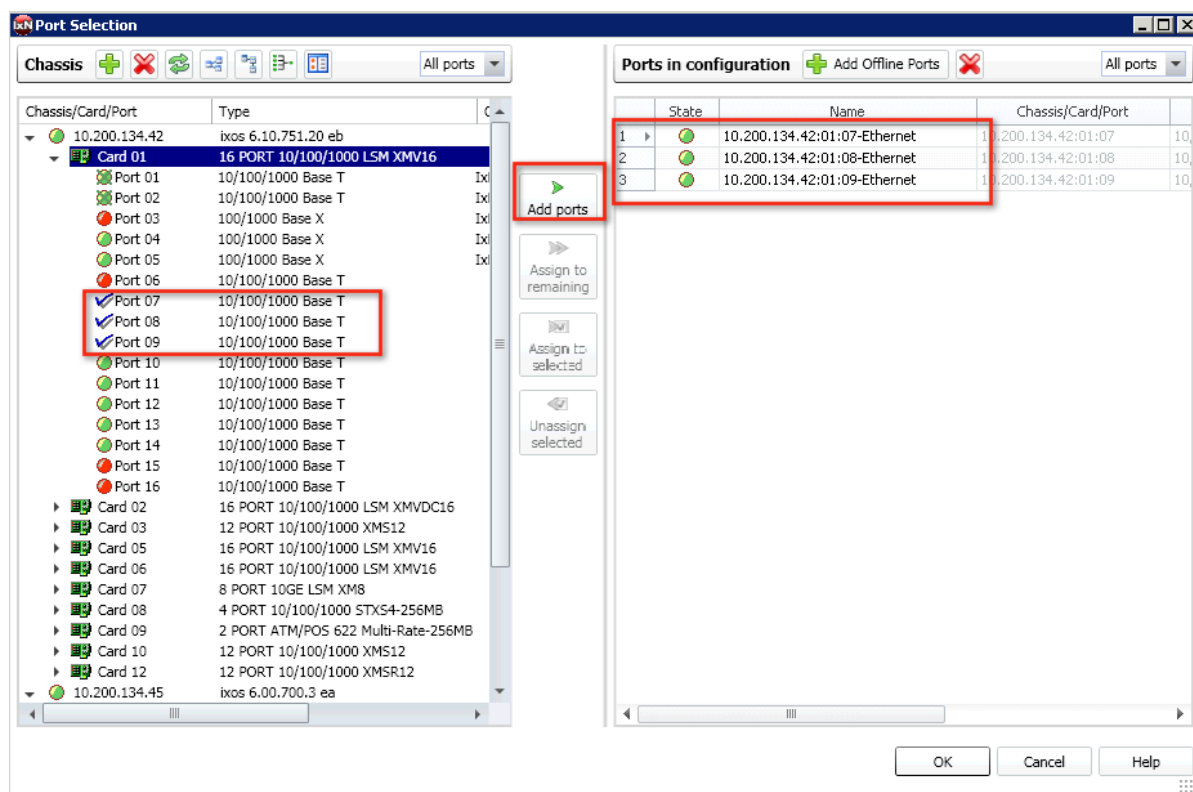 IxN Port Selection
Chassis All ports
Ports in configuration Add Offline Ports All ports
Chassis/Card/Port Type
10.200.134.42 ixos 6.10.751.20 eb
Card 01 16 PORT 10/100/1000 LSM XMV16
Port 01 10/100/1000 Base T
Port 02 10/100/1000 Base T
Port 03 100/1000 Base X
Port 04 100/1000 Base X
Port 05 100/1000 Base X
Port 06 10/100/1000 Base T
Port 07 10/100/1000 Base T
Port 08 10/100/1000 Base T
Port 09 10/100/1000 Base T
Port 10 10/100/1000 Base T
Port 11 10/100/1000 Base T
Port 12 10/100/1000 Base T
Port 13 10/100/1000 Base T
Port 14 10/100/1000 Base T
Port 15 10/100/1000 Base T
Port 16 10/100/1000 Base T
Card 02 16 PORT 10/100/1000 LSM XMVDC16
Card 03 12 PORT 10/100/1000 XMS12
Card 05 16 PORT 10/100/1000 LSM XMV16
Card 06 16 PORT 10/100/1000 LSM XMV16
Card 07 8 PORT 10GE LSM XM8
Card 08 4 PORT 10/100/1000 STXS4-256MB
Card 09 2 PORT ATM/POS 622 Multi-Rate-256MB
Card 10 12 PORT 10/100/1000 XMS12
Card 12 12 PORT 10/100/1000 XMSR12
10.200.134.45 ixos 6.00.700.3 ea
Add ports
Assign to
remaining
Assign to
selected
Unassign
selected
State Name Chassis/Card/Port
1 10.200.134.42:01:07-Ethernet 10.200.134.42:01:07
2 10.200.134.42:01:08-Ethernet 10.200.134.42:01:08
3 10.200.134.42:01:09-Ethernet 10.200.134.42:01:09
OK Cancel Help